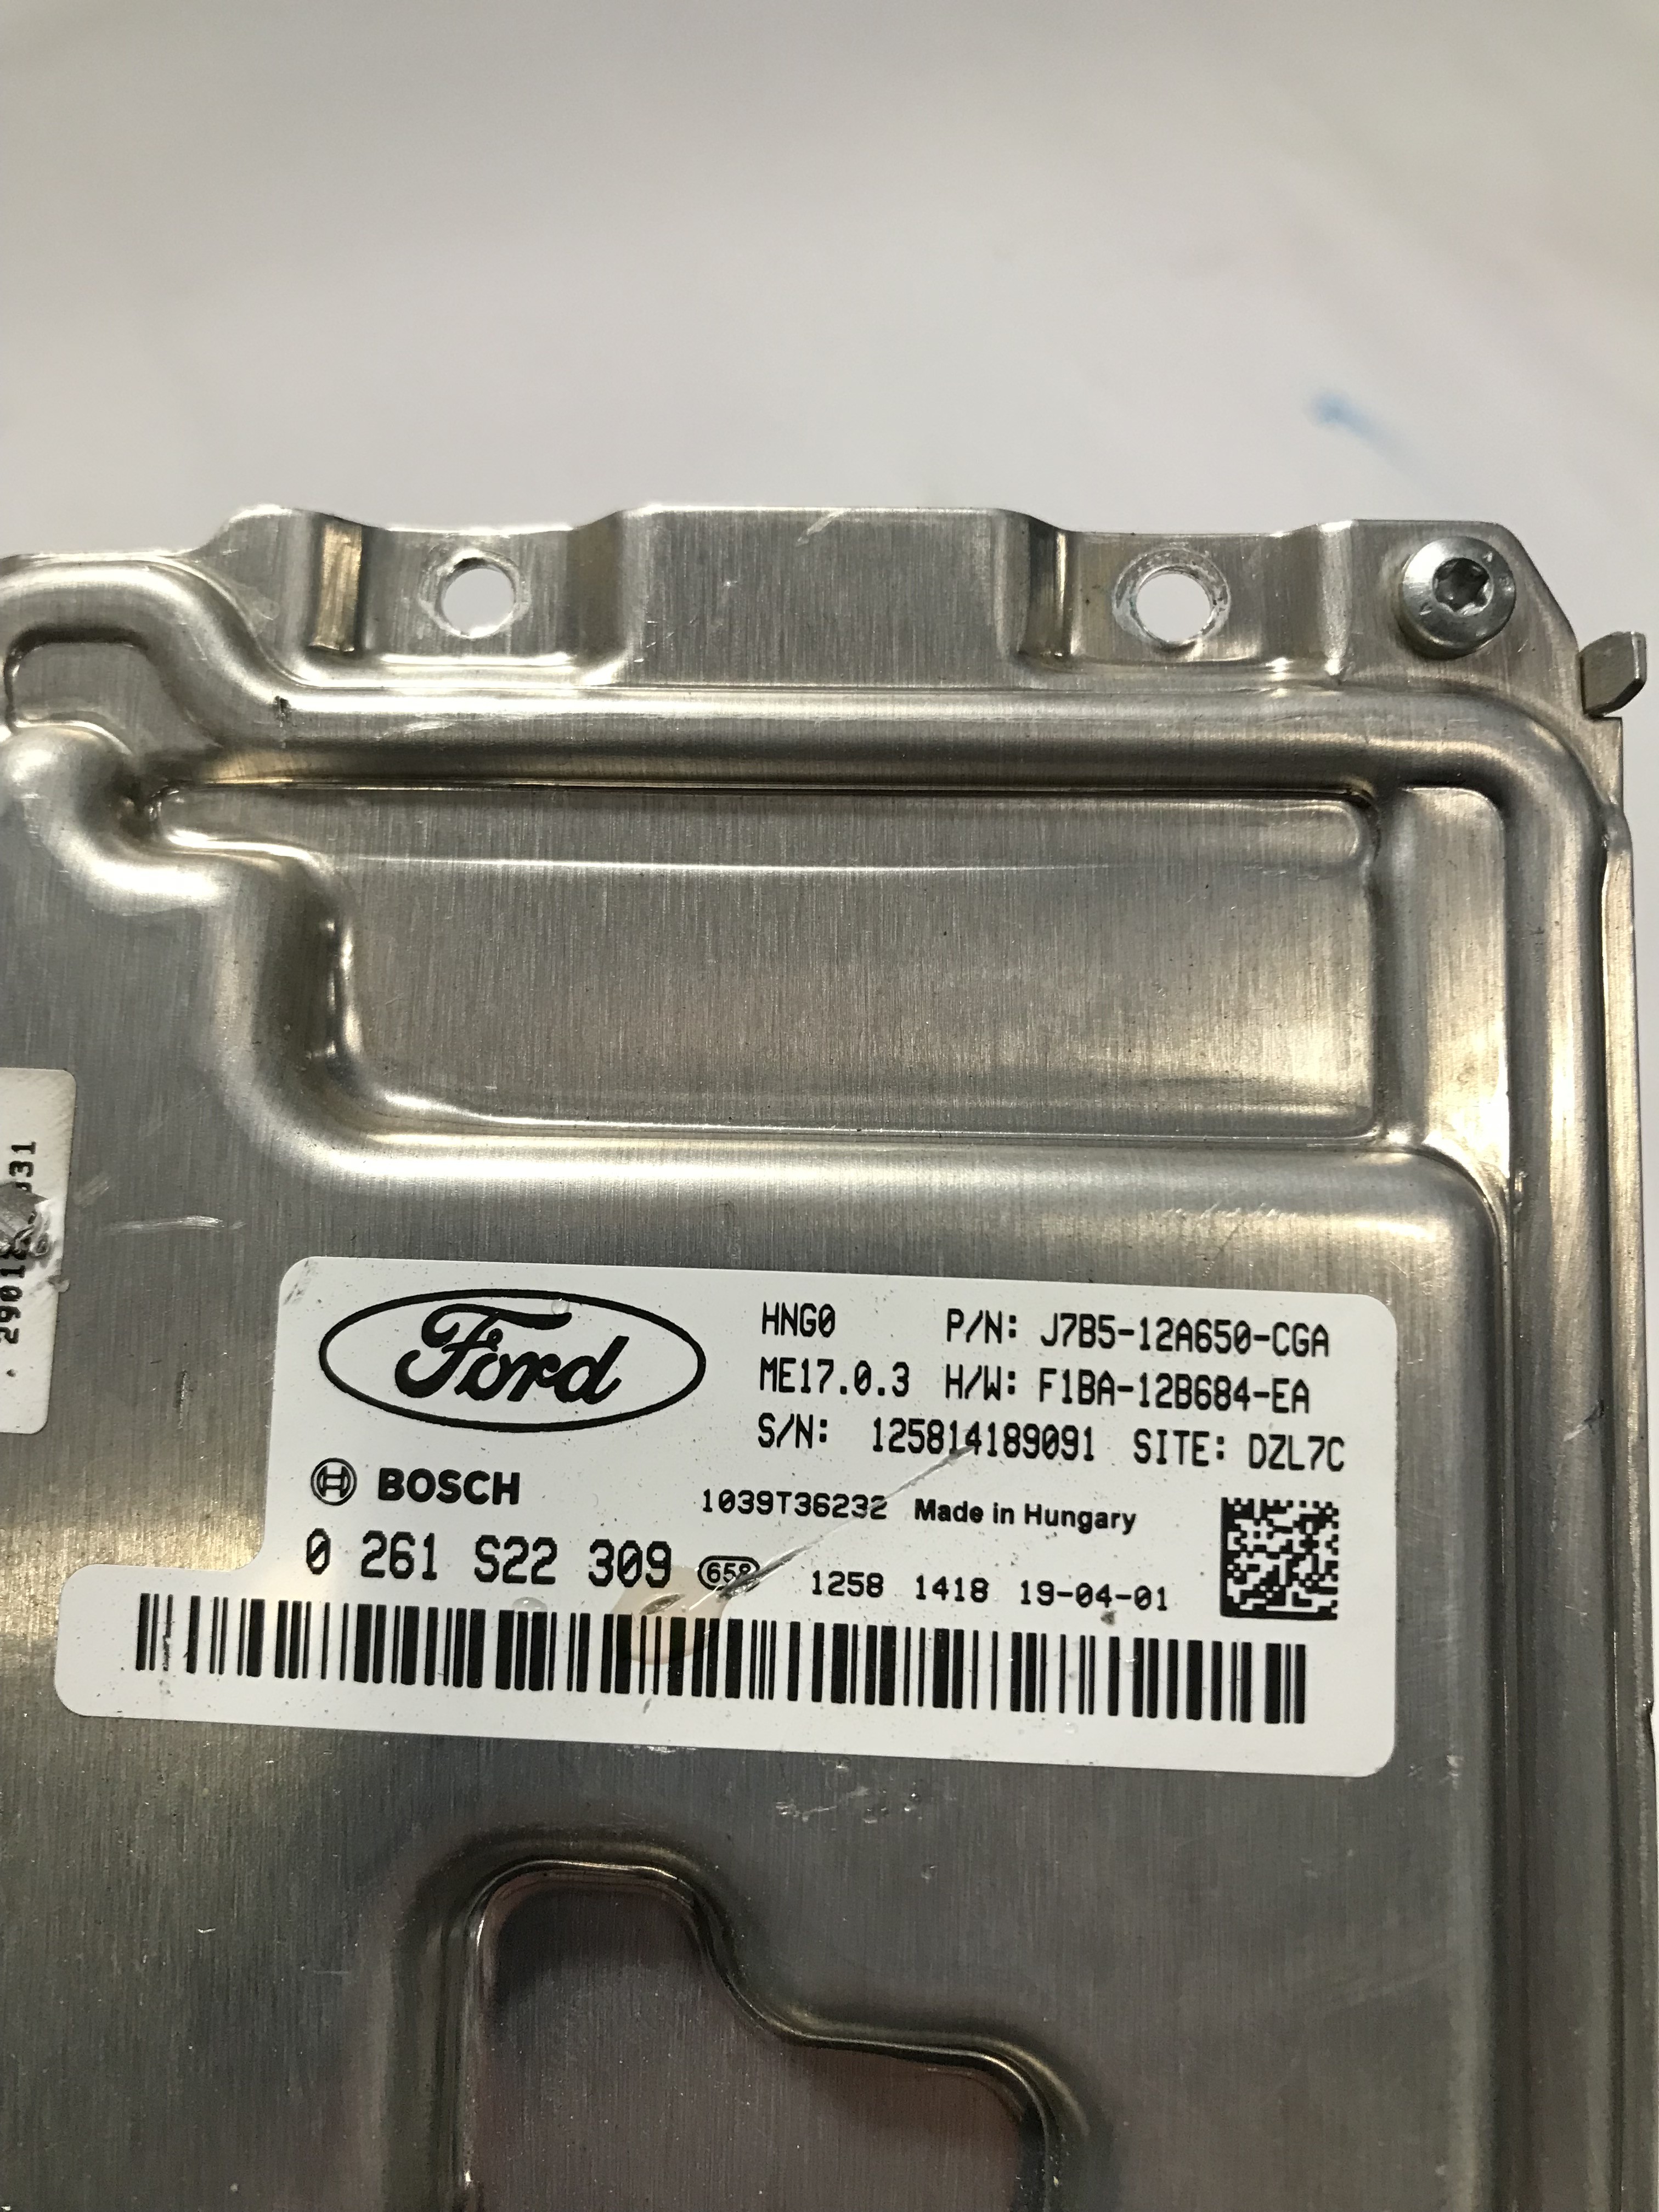 Ford
HNG0 P/N: J7B5-12A650-CGA
ME17.0.3 H/W: F1BA-12B684-EA
S/N: 125814189091 SITE: DZL7C
BOSCH
1039T36232 Made in Hungary
0 261 S22 309 658 1258 1418 19-04-01